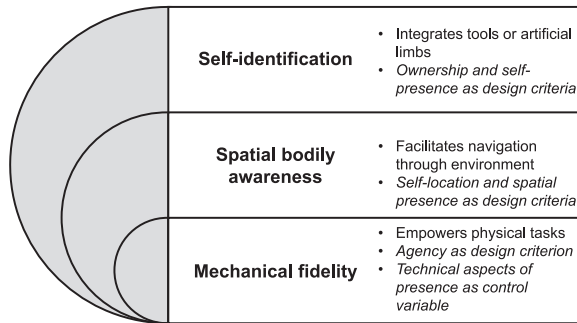 Self-identification
• Integrates tools or artificial
limbs
• Ownership and self-
presence as design criteria
Spatial bodily
awareness
• Facilitates navigation
through environment
• Self-location and spatial
presence as design criteria
Mechanical fidelity
• Empowers physical tasks
• Agency as design criterion
• Technical aspects of
presence as control
variable